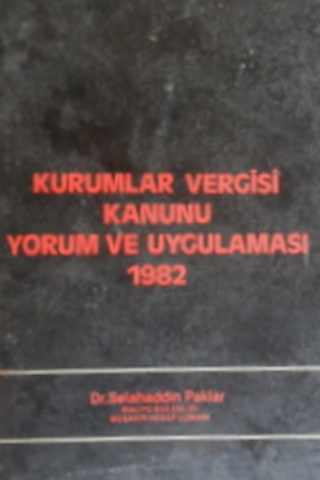 KURUMLAR VERGİSİ
KANUNU
YORUM VE UYGULAMASI
1982
Dr. Selahaddin Paklar